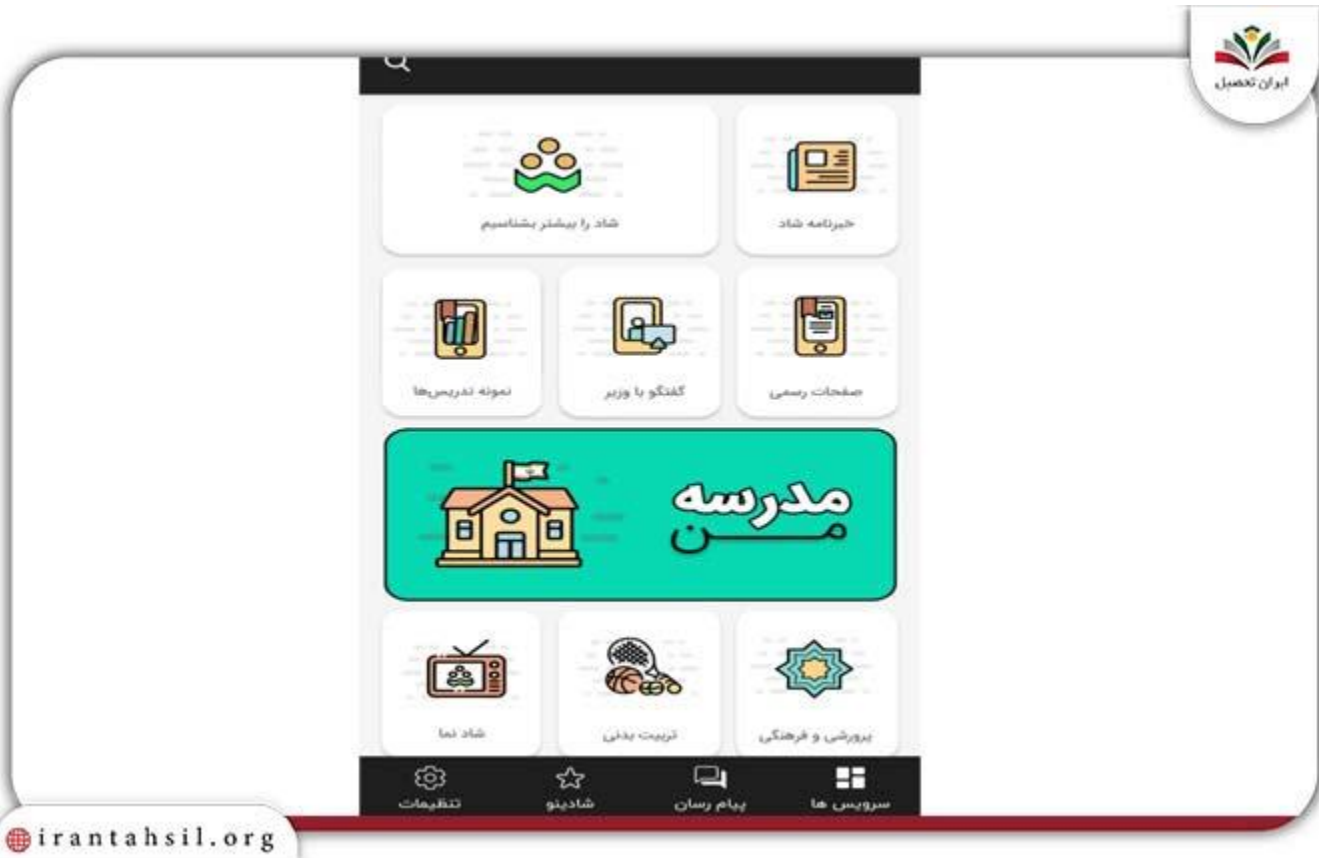 ایران تحصیل
خبرنامه شاد
شاد را بیشتر بشناسیم
صفحات رسمی
گفتگو با وزیر
نمونه تدریس‌ها
مدرسه
من
پرورشی و فرهنگی
تربیت بدنی
شاد نما
سرویس ها
پیام رسان
شادینو
تنظیمات
irantahsil.org